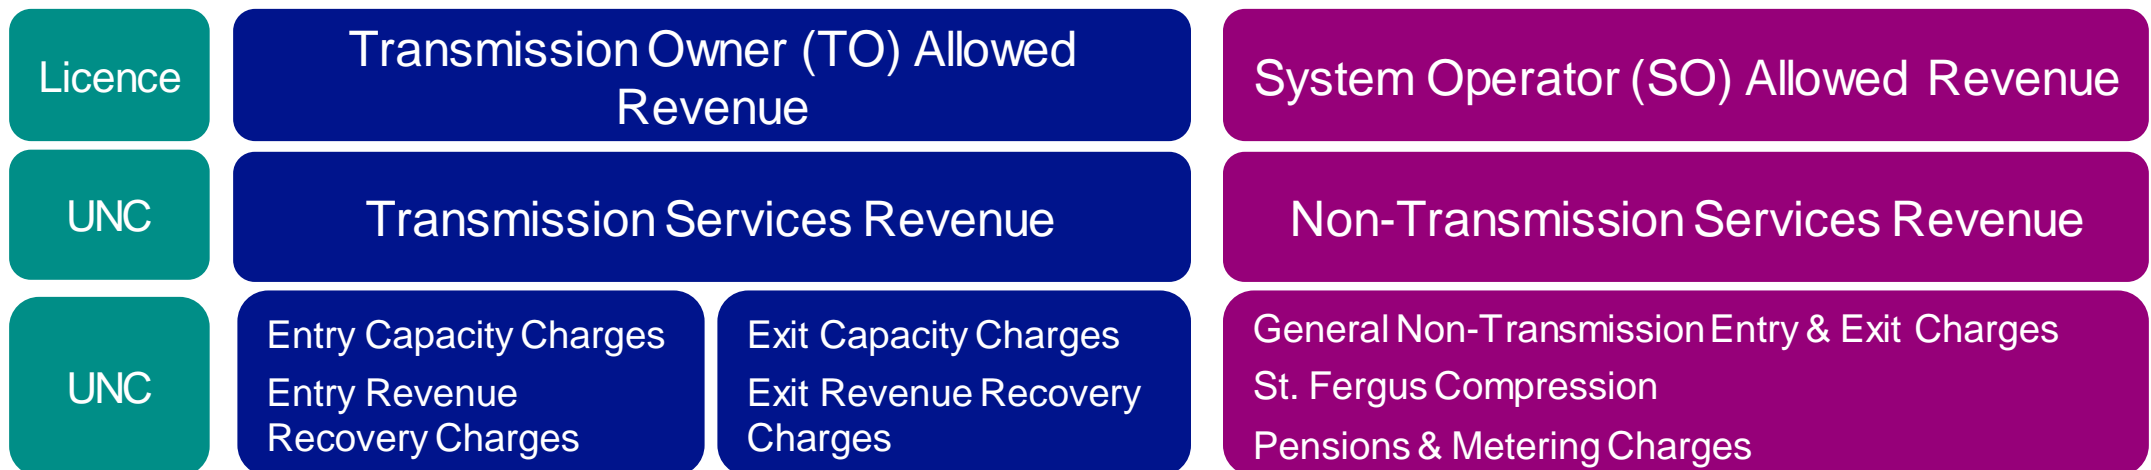 Licence
Transmission Owner (TO) Allowed
Revenue
System Operator (SO) Allowed Revenue
UNC
Transmission Services Revenue
Non-Transmission Services Revenue
UNC
Entry Capacity Charges
Entry Revenue
Recovery Charges
Exit Capacity Charges
Exit Revenue Recovery
Charges
General Non-Transmission Entry & Exit Charges
St. Fergus Compression
Pensions & Metering Charges